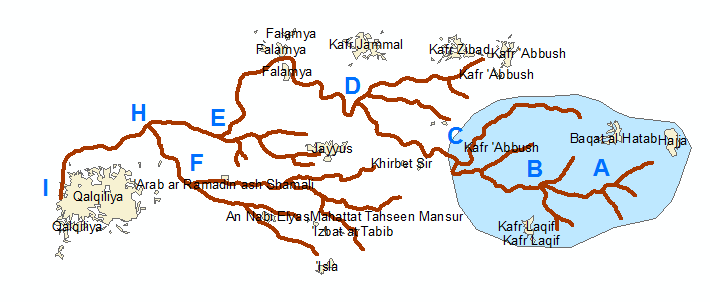 Falamya
Falamya
Kafr Jammal
Kafr Zibad
Kafr 'Abbush
Falamya
Kafr 'Abbush
D
H
E
C
Baqat al Hatab
Hajja
Jayyus
Kafr 'Abbush
Khirbet Sir
F
B
A
I
Arab ar Ramadin ash Shamali
Qalqiliya
An Nabi Elyas
Mahattat Tahseen Mansur
Qalqiliya
'Izbat at Tabib
Kafr Laqif
Kafr Laqif
'Isla